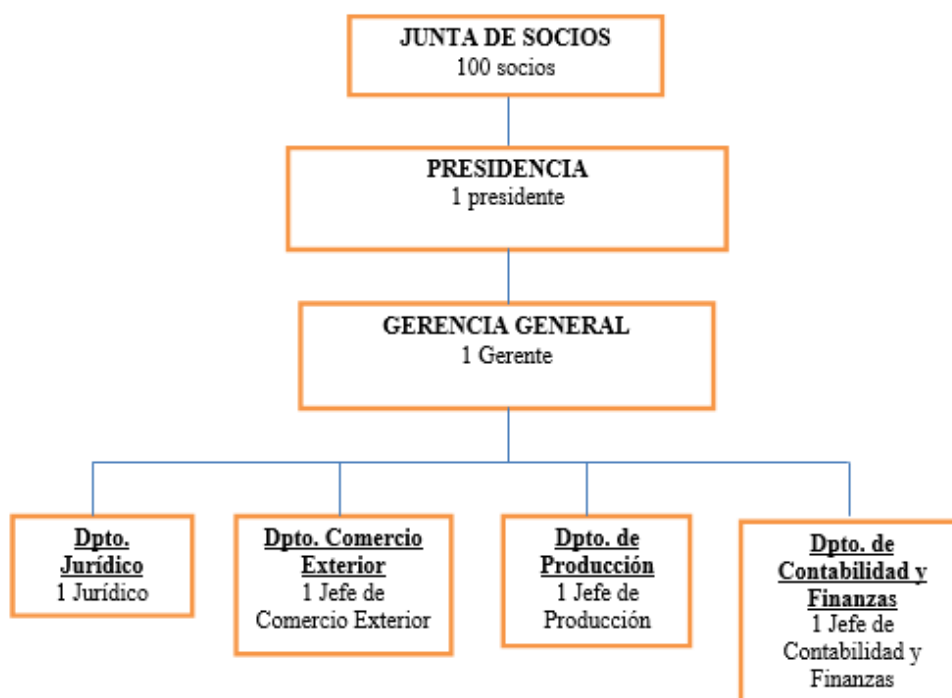 JUNTA DE SOCIOS
100 socios
PRESIDENCIA
1 presidente
GERENCIA GENERAL
1 Gerente
Dpto.
Jurídico
1 Jurídico
Dpto. Comercio
Exterior
1 Jefe de
Comercio Exterior
Dpto. de
Producción
1 Jefe de
Producción
Dpto. de
Contabilidad y
Finanzas
1 Jefe de
Contabilidad y
Finanzas